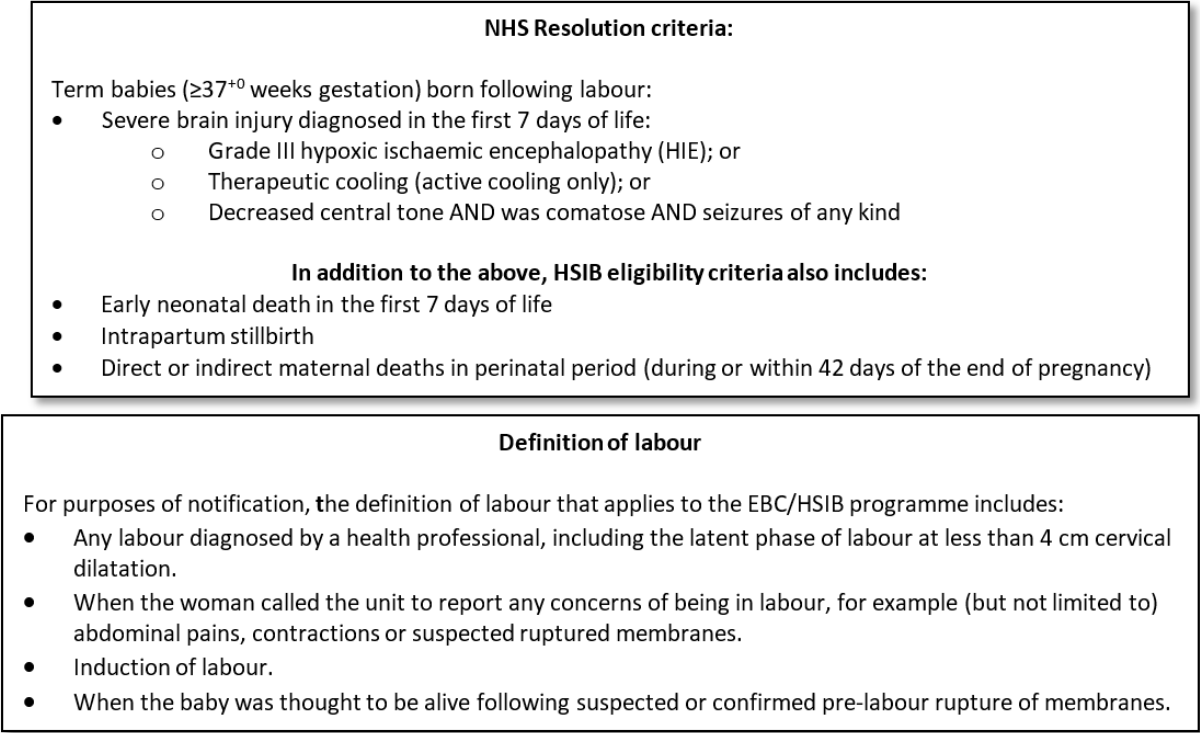 NHS Resolution criteria:
Term babies (≥37+0 weeks gestation) born following labour:
• Severe brain injury diagnosed in the first 7 days of life:
o Grade III hypoxic ischaemic encephalopathy (HIE); or
o Therapeutic cooling (active cooling only); or
o Decreased central tone AND was comatose AND seizures of any kind
In addition to the above, HSIB eligibility criteria also includes:
• Early neonatal death in the first 7 days of life
• Intrapartum stillbirth
• Direct or indirect maternal deaths in perinatal period (during or within 42 days of the end of pregnancy)
Definition of labour
For purposes of notification, the definition of labour that applies to the EBC/HSIB programme includes:
• Any labour diagnosed by a health professional, including the latent phase of labour at less than 4 cm cervical
dilatation.
• When the woman called the unit to report any concerns of being in labour, for example (but not limited to)
abdominal pains, contractions or suspected ruptured membranes.
• Induction of labour.
• When the baby was thought to be alive following suspected or confirmed pre-labour rupture of membranes.